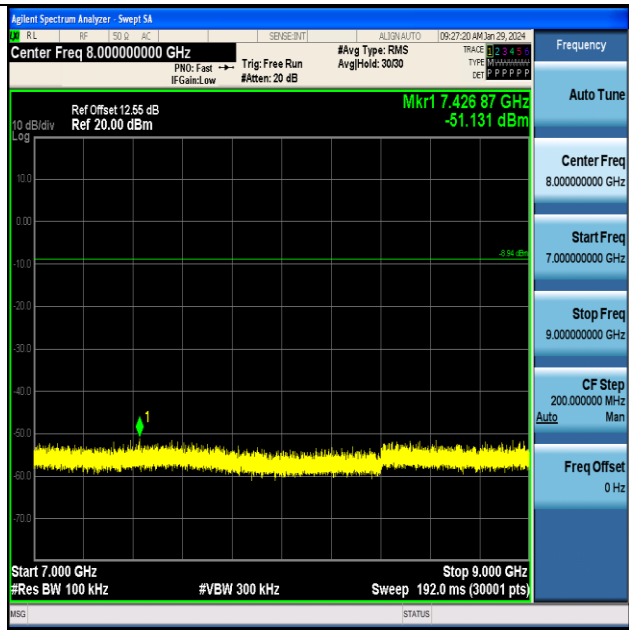 Agilent Spectrum Analyzer - Swept SA
RL RF 50 Ω AC SENSE:INT ALIGN AUTO 09:27:20 AM Jan 29, 2024
Center Freq 8.000000000 GHz
PNO: Fast
IFGain:Low
Trig: Free Run
#Atten: 20 dB
#Avg Type: RMS
Avg|Hold: 30/30
TRACE 1 2 3 4 5 6
TYPE M
DET P P P P P P
Mkr1 7.426 87 GHz
-51.131 dBm
Ref Offset 12.55 dB
10 dB/div Ref 20.00 dBm
Log
10.0
0.00
-8.94 dBm
-10.0
-20.0
-30.0
-40.0
1
-50.0
-60.0
-70.0
Start 7.000 GHz Stop 9.000 GHz
#Res BW 100 kHz #VBW 300 kHz Sweep 192.0 ms (30001 pts)
MSG STATUS
Frequency
Auto Tune
Center Freq
8.000000000 GHz
Start Freq
7.000000000 GHz
Stop Freq
9.000000000 GHz
CF Step
200.000000 MHz
Auto Man
Freq Offset
0 Hz